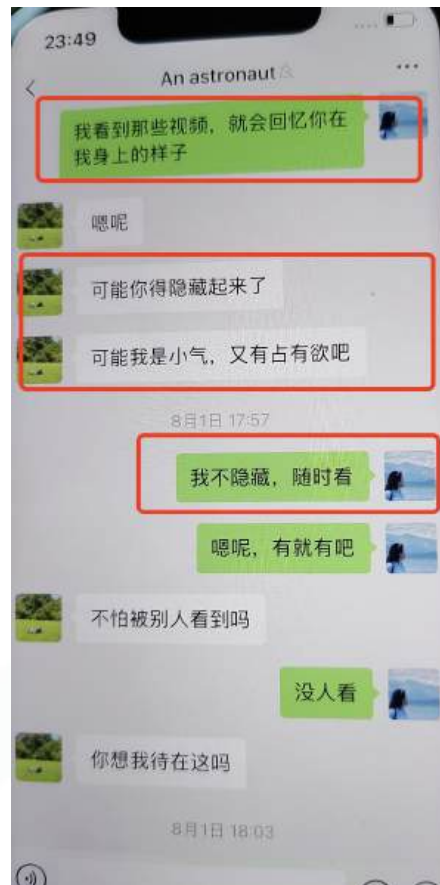 23:49
An astronaut
我看到那些视频，就会回忆你在
我身上的样子
嗯呢
可能你得隐藏起来了
可能我是小气，又有占有欲吧
8月1日 17:57
我不隐藏，随时看
嗯呢，有就有吧
不怕被别人看到吗
没人看
你想我待在这吗
8月1日 18:03